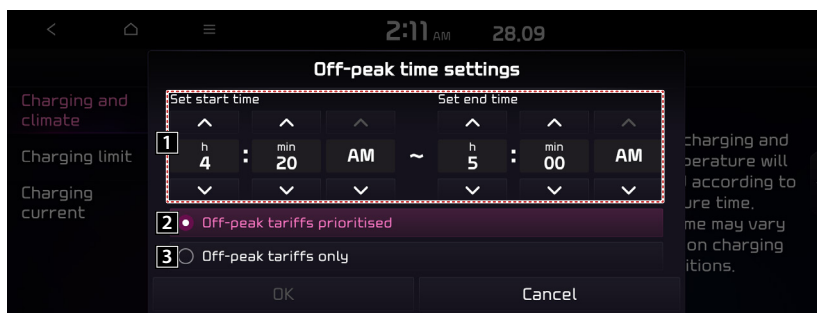 2:11 AM 28.09
Off-peak time settings
Charging and
climate
Charging limit
Charging
current
Set start time Set end time
1
h min h min
4 : 20 AM ~ 5 : 00 AM
2 Off-peak tariffs prioritised
3 Off-peak tariffs only
OK Cancel
charging and
perature will
according to
ure time.
me may vary
on charging
itions.